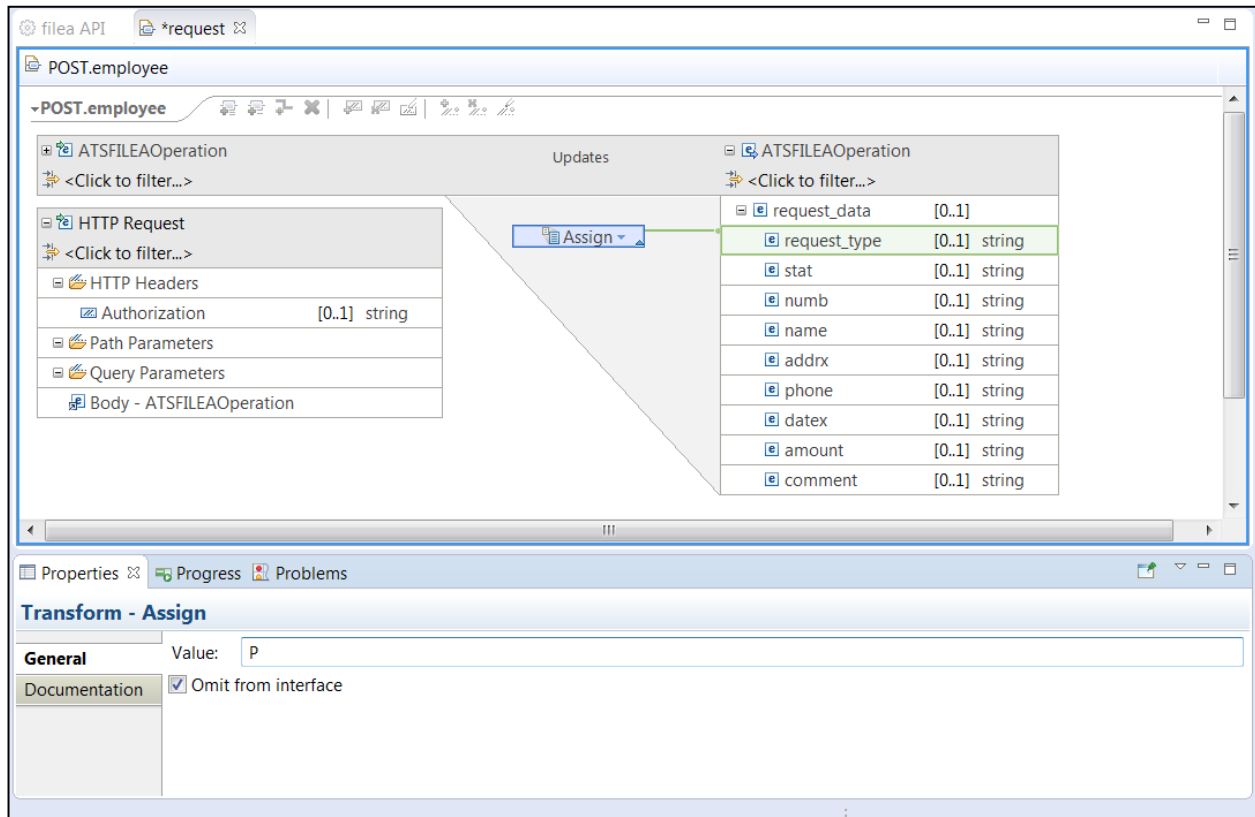 filea API *request
POST.employee
POST.employee
ATSFILEAOperation Updates ATSFILEAOperation
<Click to filter...> <Click to filter...>
request_data [0..1]
HTTP Request
Assign request_type [0..1] string
<Click to filter...>
stat [0..1] string
HTTP Headers
numb [0..1] string
Authorization [0..1] string
name [0..1] string
Path Parameters
addrx [0..1] string
Query Parameters
phone [0..1] string
Body - ATSFILEAOperation
datex [0..1] string
amount [0..1] string
comment [0..1] string
Properties Progress Problems
Transform - Assign
General Value: P
Documentation Omit from interface